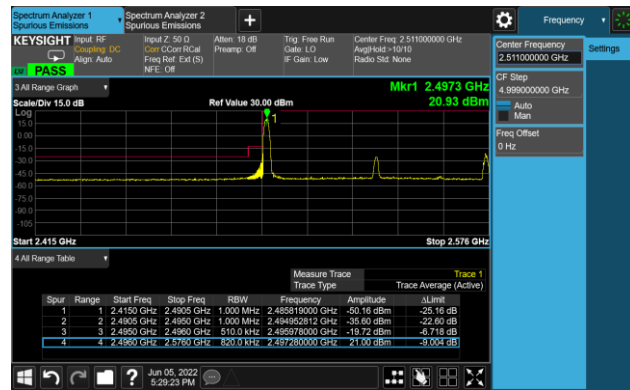 Spectrum Analyzer 1
Spurious Emissions
Spectrum Analyzer 2
Spurious Emissions
+
Frequency
KEYSIGHT
Input: RF
Coupling: DC
Align: Auto
Input Z: 50 Ω
Corr CCorr RCal
Freq Ref: Ext (S)
NFE: Off
Atten: 18 dB
Preamp: Off
Trig: Free Run
Gate: LO
IF Gain: Low
Center Freq: 2.511000000 GHz
Avg|Hold:>10/10
Radio Std: None
PASS
Center Frequency
2.511000000 GHz
Settings
CF Step
4.999000000 GHz
Auto
Man
Freq Offset
0 Hz
3 All Range Graph
Mkr1 2.4973 GHz
20.93 dBm
Scale/Div 15.0 dB
Ref Value 30.00 dBm
Log
15.0
0.00
-15.0
-30.0
-45.0
-60.0
-75.0
-90.0
-105
1
Start 2.415 GHz
Stop 2.576 GHz
4 All Range Table
Measure Trace Trace 1
Trace Type Trace Average (Active)
Spur Range Start Freq Stop Freq RBW Frequency Amplitude ΔLimit
1 1 2.4150 GHz 2.4905 GHz 1.000 MHz 2.485819000 GHz -50.16 dBm -25.16 dB
2 2 2.4905 GHz 2.4950 GHz 1.000 MHz 2.494952812 GHz -35.60 dBm -22.60 dB
3 3 2.4950 GHz 2.4960 GHz 510.0 kHz 2.495978000 GHz -19.72 dBm -6.718 dB
4 4 2.4960 GHz 2.5760 GHz 820.0 kHz 2.497280000 GHz 21.00 dBm -9.004 dB
?
Jun 05, 2022
5:29:23 PM